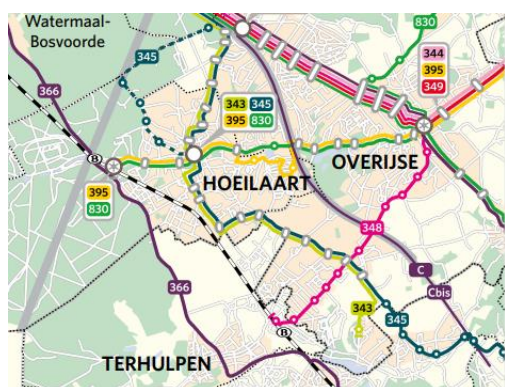 Watermaal-
Bosvoorde
830
345
344
395
349
366
343 345
395 830
OVERIJSE
B
HOEILAART
395
830
348
C
366
Cbis
343
345
B
TERHULPEN